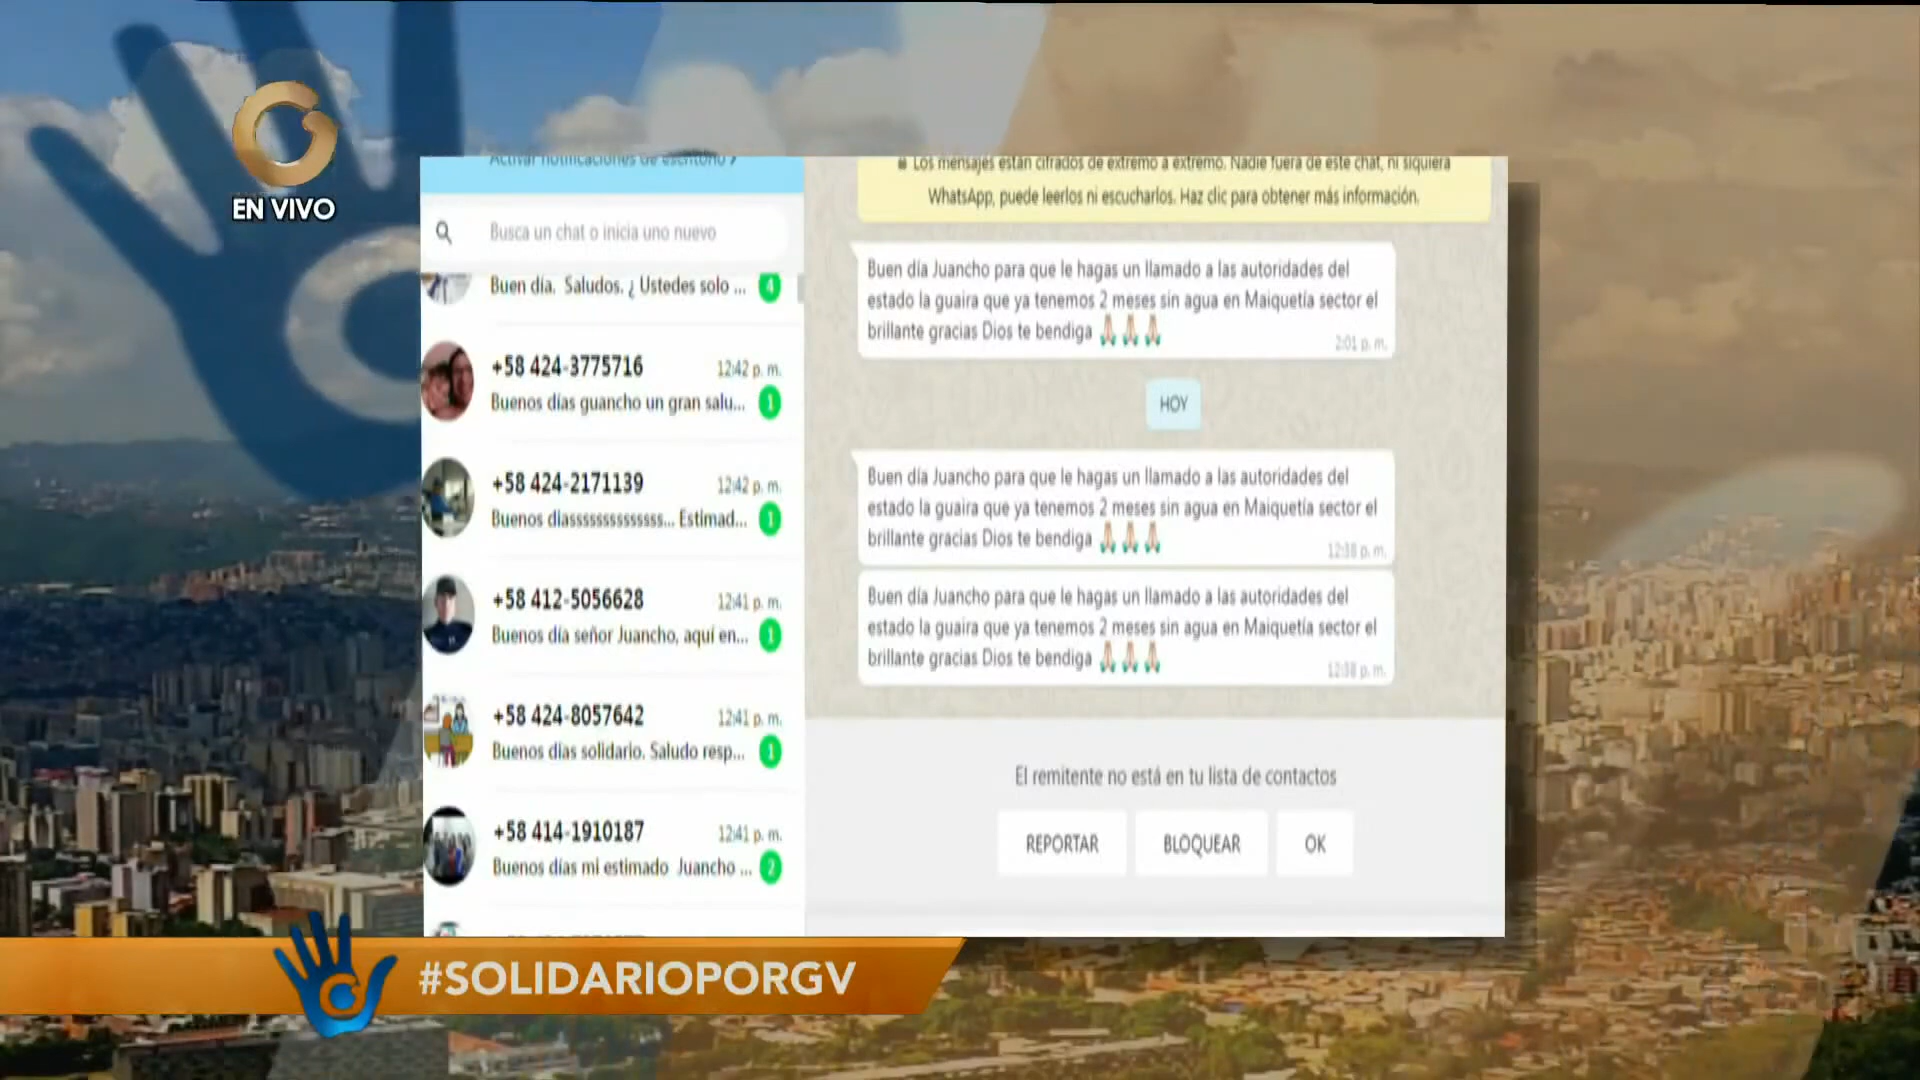 EN VIVO
Activar notificaciones de escritorio ›
Busca un chat o inicia uno nuevo
Buen día. Saludos. ¿ Ustedes solo ... 4
+58 424-3775716 12:42 p. m.
Buenos días guancho un gran salu... 1
+58 424-2171139 12:42 p. m.
Buenos diasssssssssssss... Estimad... 1
+58 412-5056628 12:41 p. m.
Buenos día señor Juancho, aquí en... 1
+58 424-8057642 12:41 p. m.
Buenos días solidario. Saludo resp... 1
+58 414-1910187 12:41 p. m.
Buenos días mi estimado Juancho ... 2
Los mensajes están cifrados de extremo a extremo. Nadie fuera de este chat, ni siquiera
WhatsApp, puede leerlos ni escucharlos. Haz clic para obtener más información.
Buen día Juancho para que le hagas un llamado a las autoridades del
estado la guaira que ya tenemos 2 meses sin agua en Maiquetía sector el
brillante gracias Dios te bendiga 🙏🏼🙏🏼🙏🏼
2:01 p. m.
HOY
Buen día Juancho para que le hagas un llamado a las autoridades del
estado la guaira que ya tenemos 2 meses sin agua en Maiquetía sector el
brillante gracias Dios te bendiga 🙏🏼🙏🏼🙏🏼
12:38 p. m.
Buen día Juancho para que le hagas un llamado a las autoridades del
estado la guaira que ya tenemos 2 meses sin agua en Maiquetía sector el
brillante gracias Dios te bendiga 🙏🏼🙏🏼🙏🏼
12:38 p. m.
El remitente no está en tu lista de contactos
REPORTAR BLOQUEAR OK
#SOLIDARIOPORGV